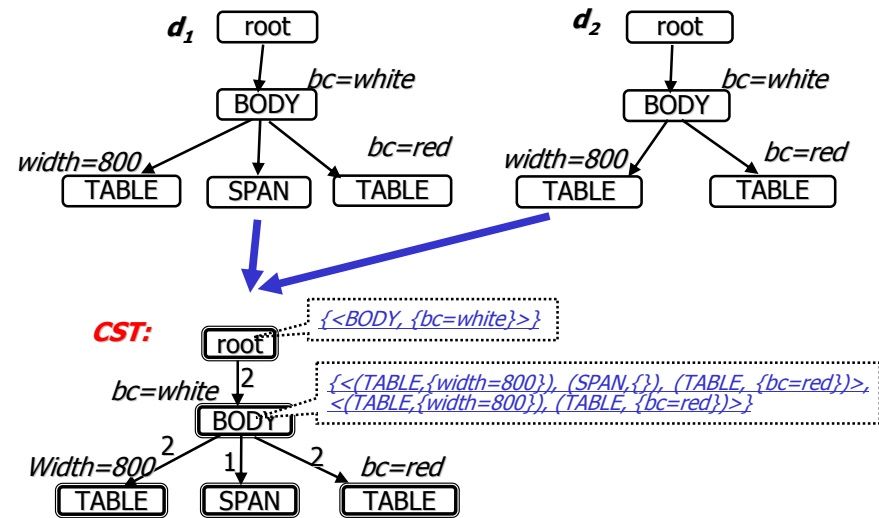 d1 root d2 root
bc=white bc=white
BODY BODY
width=800 bc=red width=800 bc=red
TABLE SPAN TABLE TABLE TABLE
{<BODY, {bc=white}>}
CST:
root
bc=white 2
{<(TABLE,{width=800}), (SPAN,{}), (TABLE, {bc=red})>,
<(TABLE,{width=800}), (TABLE, {bc=red})>}
BODY
Width=800 2 1 2 bc=red
TABLE SPAN TABLE